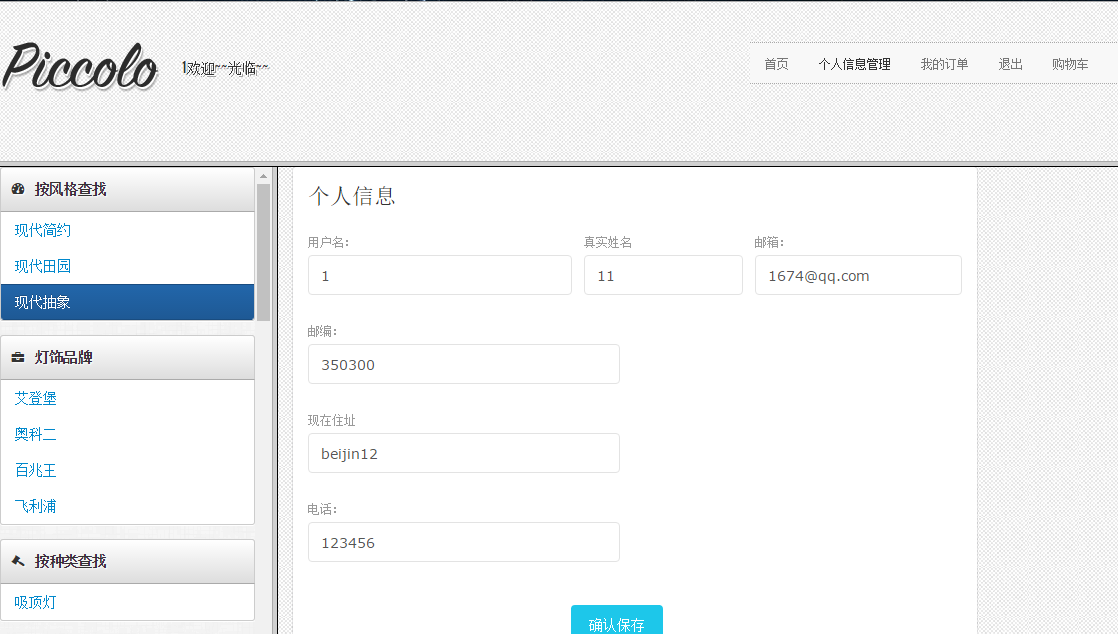 Piccolo
1欢迎~~光临~~
首页 个人信息管理 我的订单 退出 购物车
按风格查找
现代简约
现代田园
现代抽象
灯饰品牌
艾登堡
奥科二
百兆王
飞利浦
按种类查找
吸顶灯
个人信息
用户名: 真实姓名 邮箱:
1 11 1674@qq.com
邮编:
350300
现在住址
beijin12
电话:
123456
确认保存